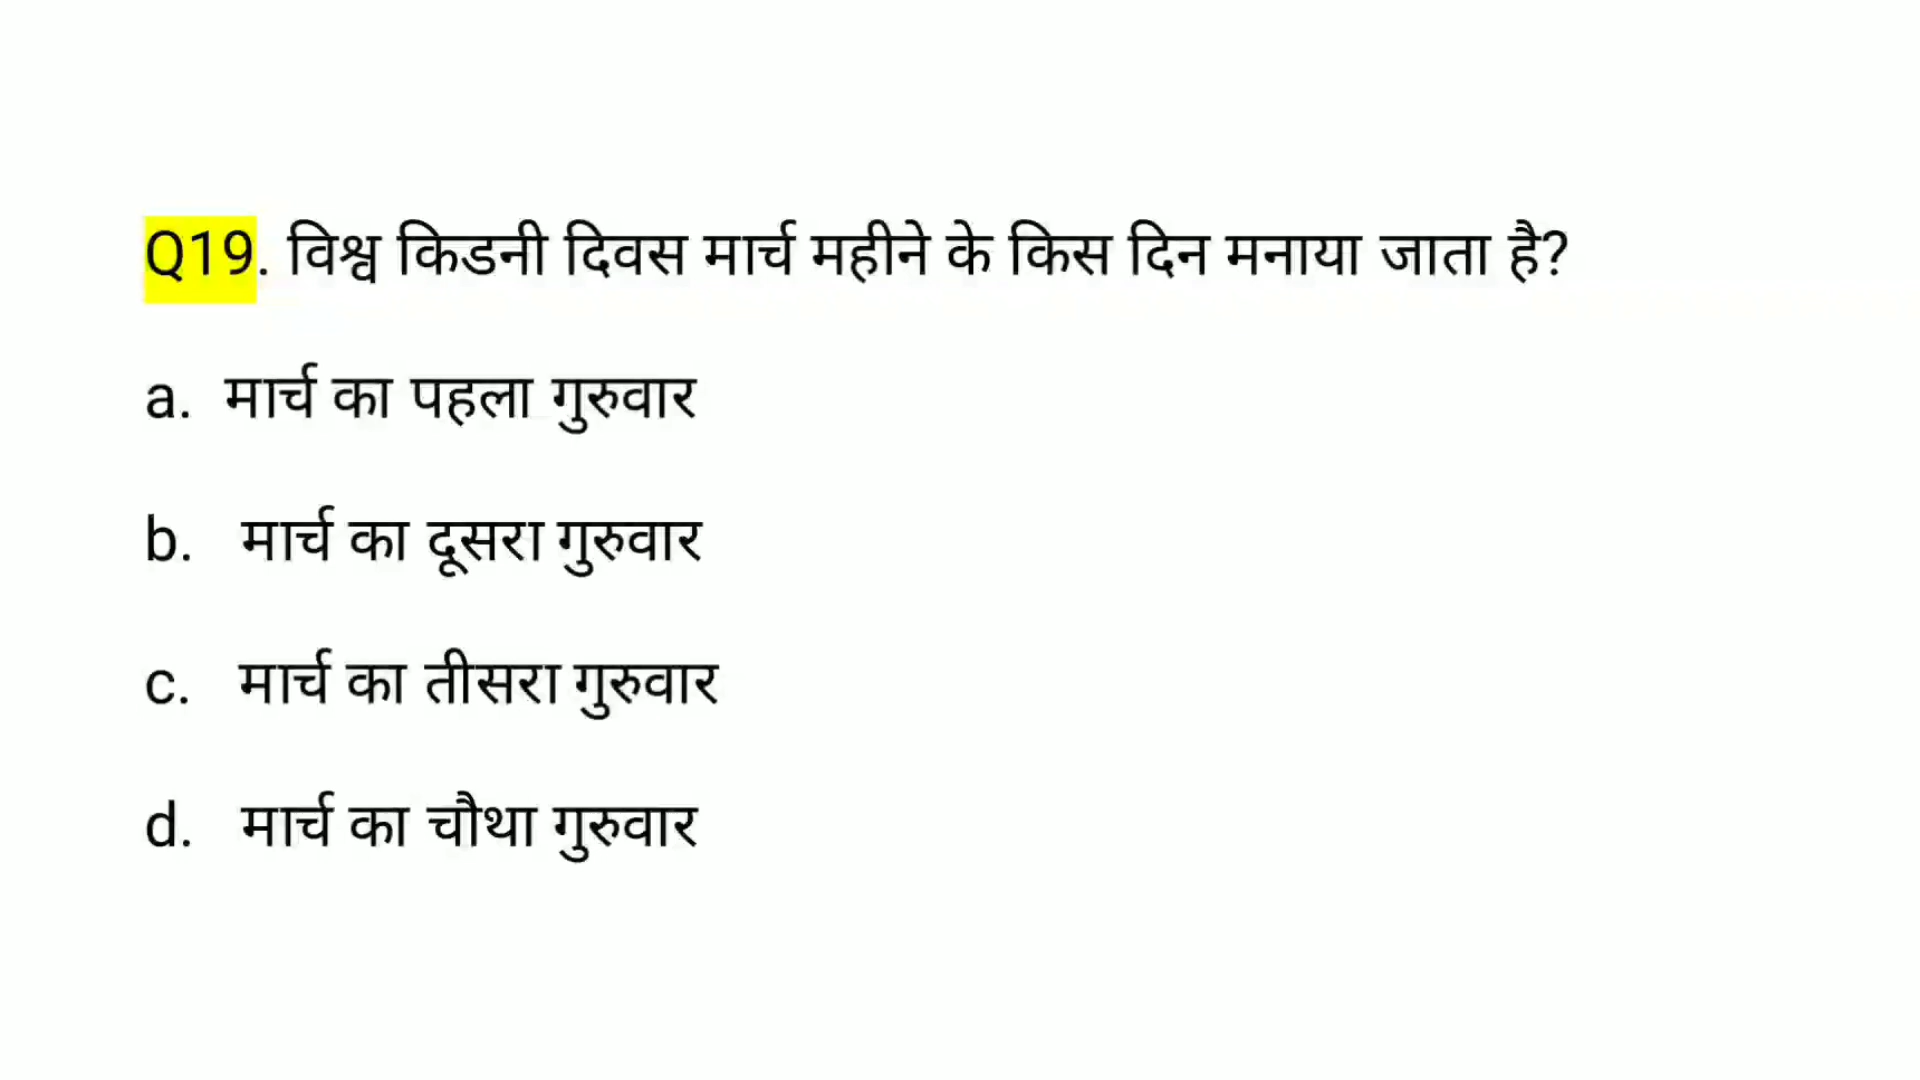 Q19. विश्व किडनी दिवस मार्च महीने के किस दिन मनाया जाता है?
a. मार्च का पहला गुरुवार
b. मार्च का दूसरा गुरुवार
c. मार्च का तीसरा गुरुवार
d. मार्च का चौथा गुरुवार